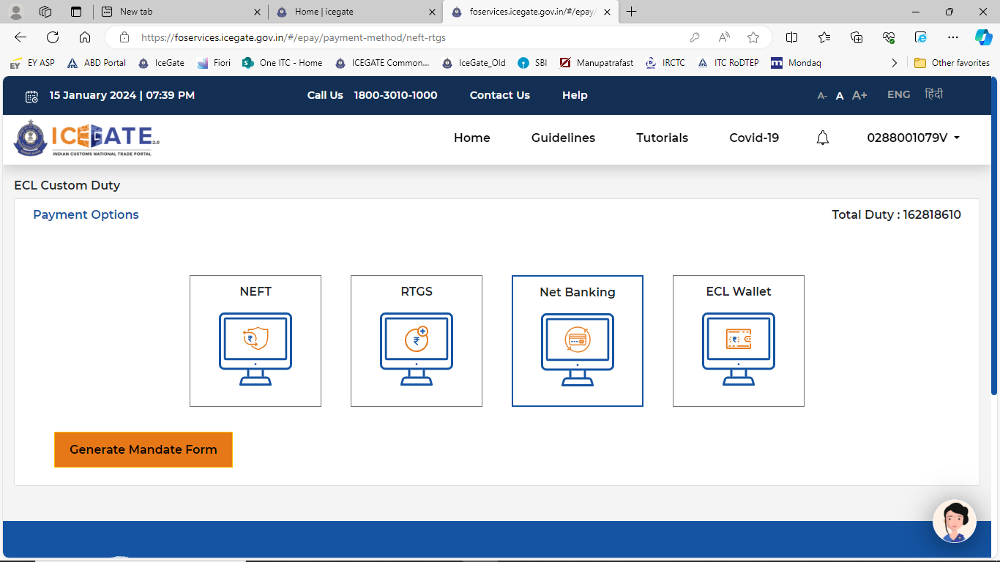 New tab
Home | icegate
foservices.icegate.gov.in/#/epay/
https://foservices.icegate.gov.in/#/epay/payment-method/neft-rtgs
EY EY ASP ABD Portal IceGate Fiori One ITC - Home ICEGATE Common... IceGate_Old SBI Manupatrafast IRCTC ITC RoDTEP Mondaq Other favorites
15 January 2024 | 07:39 PM Call Us 1800-3010-1000 Contact Us Help A- A A+ ENG हिंदी
ICEGATE 2.0
INDIAN CUSTOMS NATIONAL TRADE PORTAL
Home Guidelines Tutorials Covid-19 0288001079V
ECL Custom Duty
Payment Options Total Duty : 162818610
NEFT RTGS Net Banking ECL Wallet
Generate Mandate Form